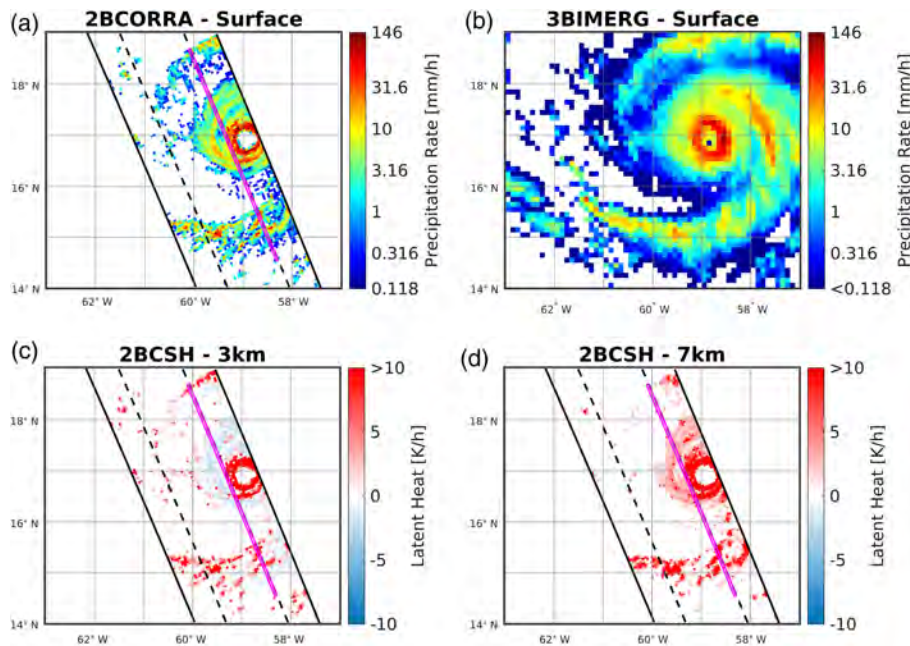 (a) 2BCORRA - Surface
18° N
16° N
14° N
62° W 60° W 58° W
146
31.6
10
3.16
1
0.316
0.118
Precipitation Rate [mm/h]
(b) 3BIMERG - Surface
18° N
16° N
14° N
62° W 60° W 58° W
146
31.6
10
3.16
1
0.316
<0.118
Precipitation Rate [mm/h]
(c) 2BCSH - 3km
18° N
16° N
14° N
62° W 60° W 58° W
>10
5
0
-5
-10
Latent Heat [K/h]
(d) 2BCSH - 7km
18° N
16° N
14° N
62° W 60° W 58° W
>10
5
0
-5
-10
Latent Heat [K/h]